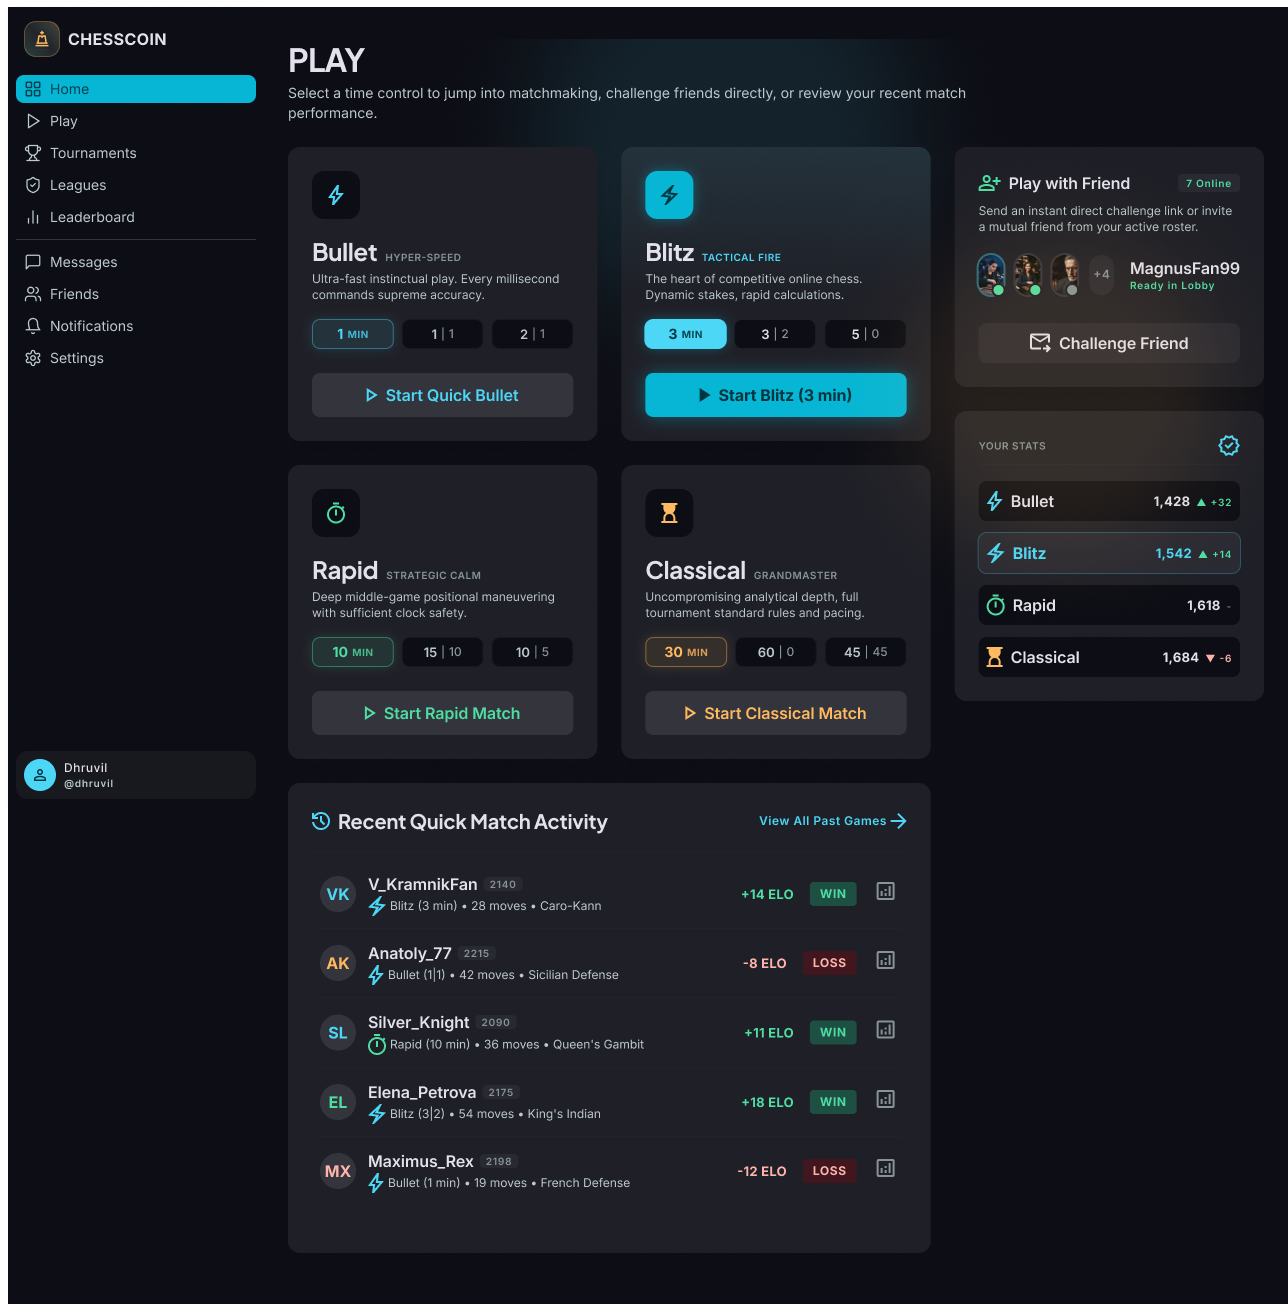 CHESSCOIN
Home
Play
Tournaments
Leagues
Leaderboard
Messages
Friends
Notifications
Settings
Dhruvil
@dhruvil
PLAY
Select a time control to jump into matchmaking, challenge friends directly, or review your recent match
performance.
Bullet HYPER-SPEED
Ultra-fast instinctual play. Every millisecond
commands supreme accuracy.
1 MIN 1 | 1 2 | 1
Start Quick Bullet
Blitz TACTICAL FIRE
The heart of competitive online chess.
Dynamic stakes, rapid calculations.
3 MIN 3 | 2 5 | 0
Start Blitz (3 min)
Rapid STRATEGIC CALM
Deep middle-game positional maneuvering
with sufficient clock safety.
10 MIN 15 | 10 10 | 5
Start Rapid Match
Classical GRANDMASTER
Uncompromising analytical depth, full
tournament standard rules and pacing.
30 MIN 60 | 0 45 | 45
Start Classical Match
Play with Friend 7 Online
Send an instant direct challenge link or invite
a mutual friend from your active roster.
+4 MagnusFan99
Ready in Lobby
Challenge Friend
YOUR STATS
Bullet 1,428 ▲ +32
Blitz 1,542 ▲ +14
Rapid 1,618 -
Classical 1,684 ▼ -6
Recent Quick Match Activity View All Past Games
VK V_KramnikFan 2140 +14 ELO WIN
Blitz (3 min) • 28 moves • Caro-Kann
AK Anatoly_77 2215 -8 ELO LOSS
Bullet (1|1) • 42 moves • Sicilian Defense
SL Silver_Knight 2090 +11 ELO WIN
Rapid (10 min) • 36 moves • Queen's Gambit
EL Elena_Petrova 2175 +18 ELO WIN
Blitz (3|2) • 54 moves • King's Indian
MX Maximus_Rex 2198 -12 ELO LOSS
Bullet (1 min) • 19 moves • French Defense